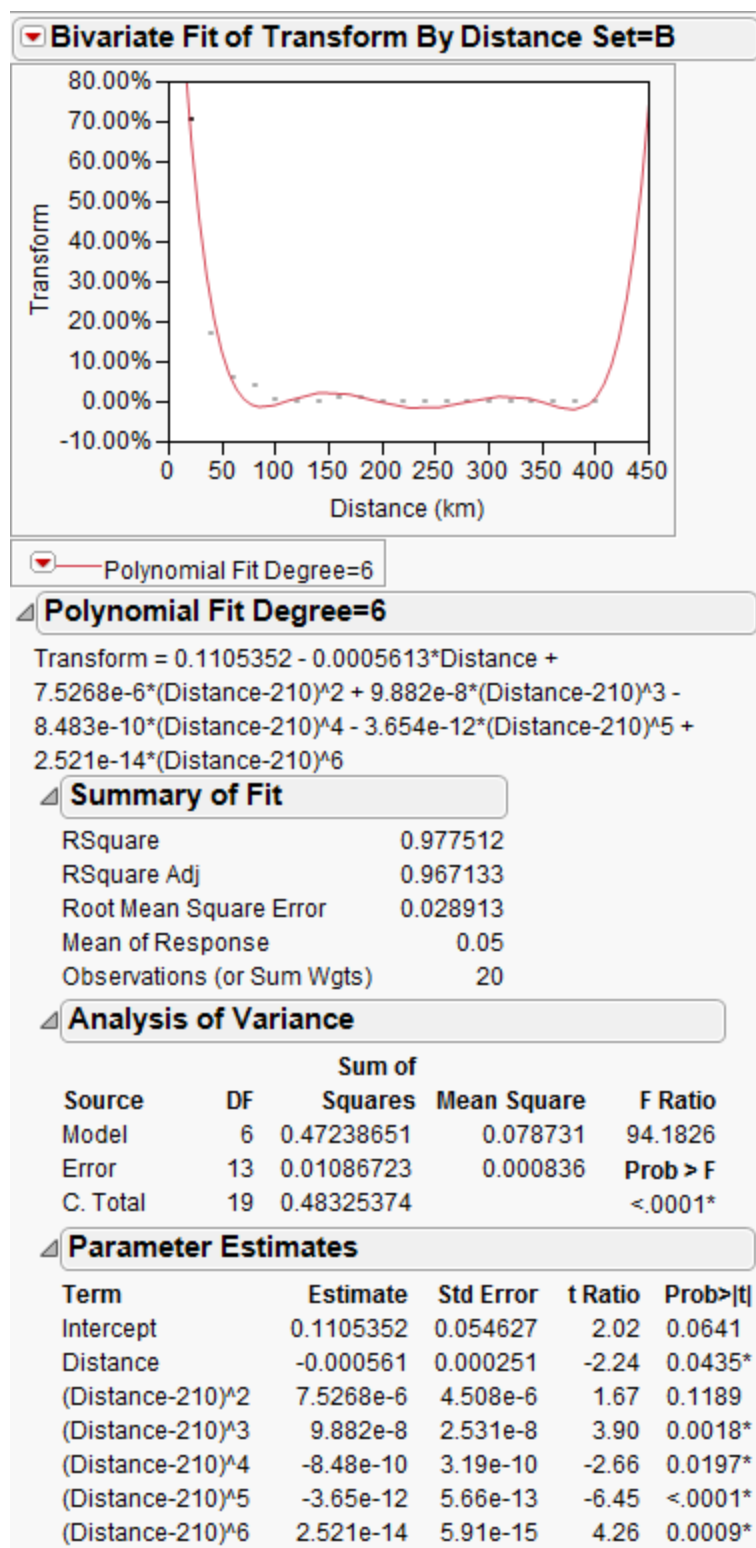 Bivariate Fit of Transform By Distance Set=B
80.00%
70.00%
60.00%
50.00%
40.00%
30.00%
20.00%
10.00%
0.00%
-10.00%
Transform
0 50 100 150 200 250 300 350 400 450
Distance (km)
Polynomial Fit Degree=6
Polynomial Fit Degree=6
Transform = 0.1105352 - 0.0005613*Distance +
7.5268e-6*(Distance-210)^2 + 9.882e-8*(Distance-210)^3 -
8.483e-10*(Distance-210)^4 - 3.654e-12*(Distance-210)^5 +
2.521e-14*(Distance-210)^6
Summary of Fit
RSquare 0.977512
RSquare Adj 0.967133
Root Mean Square Error 0.028913
Mean of Response 0.05
Observations (or Sum Wgts) 20
Analysis of Variance
Sum of
Source DF Squares Mean Square F Ratio
Model 6 0.47238651 0.078731 94.1826
Error 13 0.01086723 0.000836 Prob > F
C. Total 19 0.48325374 <.0001*
Parameter Estimates
Term Estimate Std Error t Ratio Prob>|t|
Intercept 0.1105352 0.054627 2.02 0.0641
Distance -0.000561 0.000251 -2.24 0.0435*
(Distance-210)^2 7.5268e-6 4.508e-6 1.67 0.1189
(Distance-210)^3 9.882e-8 2.531e-8 3.90 0.0018*
(Distance-210)^4 -8.48e-10 3.19e-10 -2.66 0.0197*
(Distance-210)^5 -3.65e-12 5.66e-13 -6.45 <.0001*
(Distance-210)^6 2.521e-14 5.91e-15 4.26 0.0009*